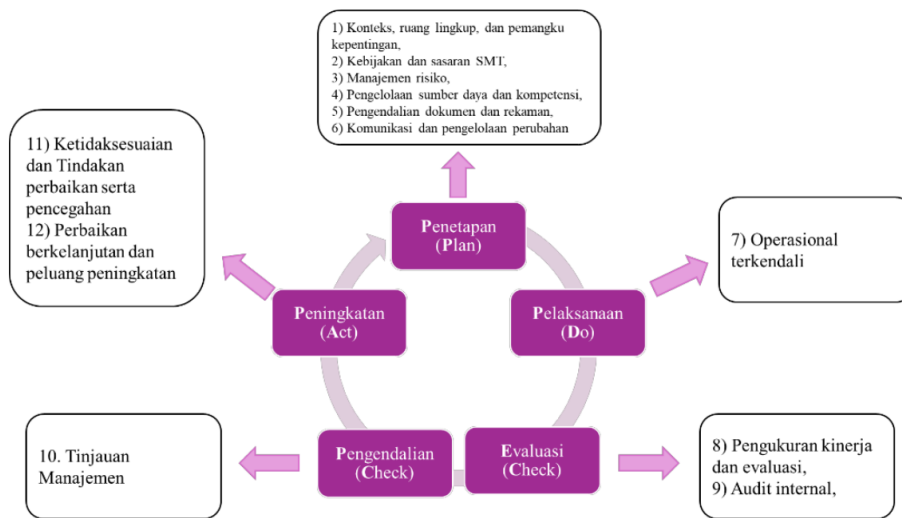 1) Konteks, ruang lingkup, dan pemangku
kepentingan,
2) Kebijakan dan sasaran SMT,
3) Manajemen risiko,
4) Pengelolaan sumber daya dan kompetensi,
5) Pengendalian dokumen dan rekaman,
6) Komunikasi dan pengelolaan perubahan
11) Ketidaksesuaian
dan Tindakan
perbaikan serta
pencegahan
12) Perbaikan
berkelanjutan dan
peluang peningkatan
Penetapan
(Plan)
7) Operasional
terkendali
Peningkatan
(Act)
Pelaksanaan
(Do)
10. Tinjauan
Manajemen
Pengendalian
(Check)
Evaluasi
(Check)
8) Pengukuran kinerja
dan evaluasi,
9) Audit internal,